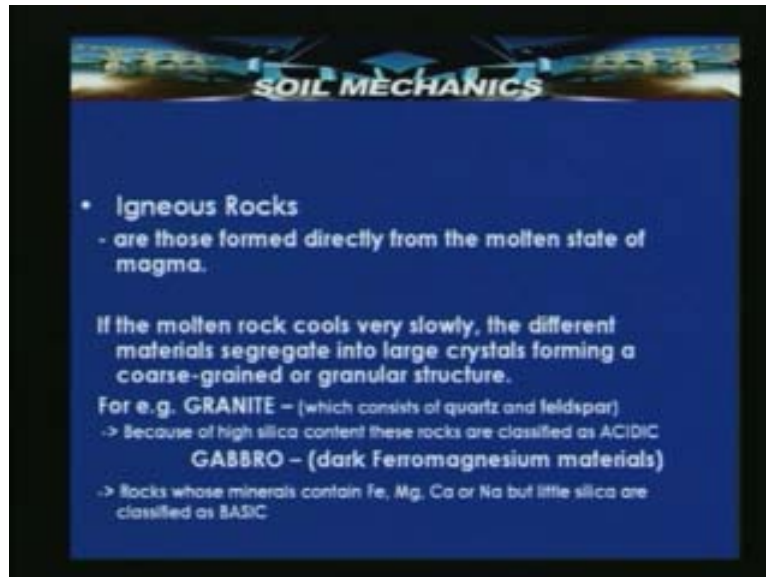 SOIL MECHANICS
• Igneous Rocks
- are those formed directly from the molten state of
magma.
If the molten rock cools very slowly, the different
materials segregate into large crystals forming a
coarse-grained or granular structure.
For e.g. GRANITE – (which consists of quartz and feldspar)
-> Because of high silica content these rocks are classified as ACIDIC
GABBRO – (dark Ferromagnesium materials)
-> Rocks whose minerals contain Fe, Mg, Ca or Na but little silica are
classified as BASIC